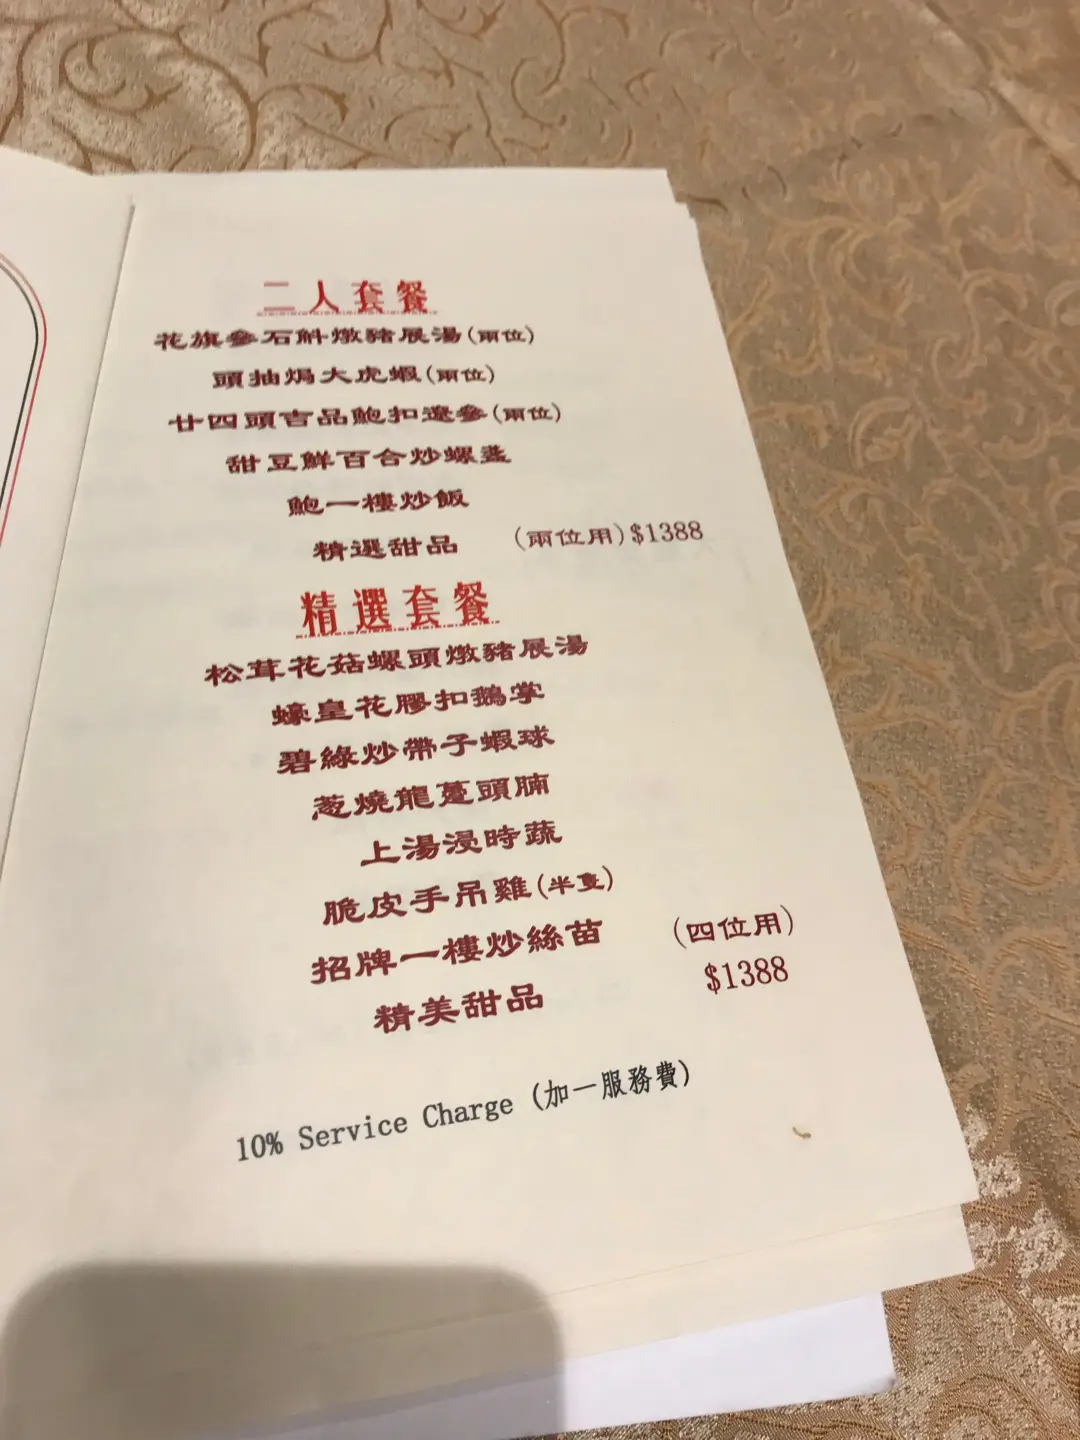 二人套餐
花旗參石斛燉豬展湯(兩位)
頭抽焗大虎蝦(兩位)
廿四頭吉品鮑扣遼參(兩位)
甜豆鮮百合炒螺盞
鮑一樓炒飯
精選甜品 (兩位用)$1388
精選套餐
松茸花菇螺頭燉豬展湯
蠔皇花膠扣鵝掌
碧綠炒帶子蝦球
葱燒龍躉頭腩
上湯浸時蔬
脆皮手吊雞(半隻)
招牌一樓炒絲苗 (四位用)
精美甜品 $1388
10% Service Charge (加一服務費)